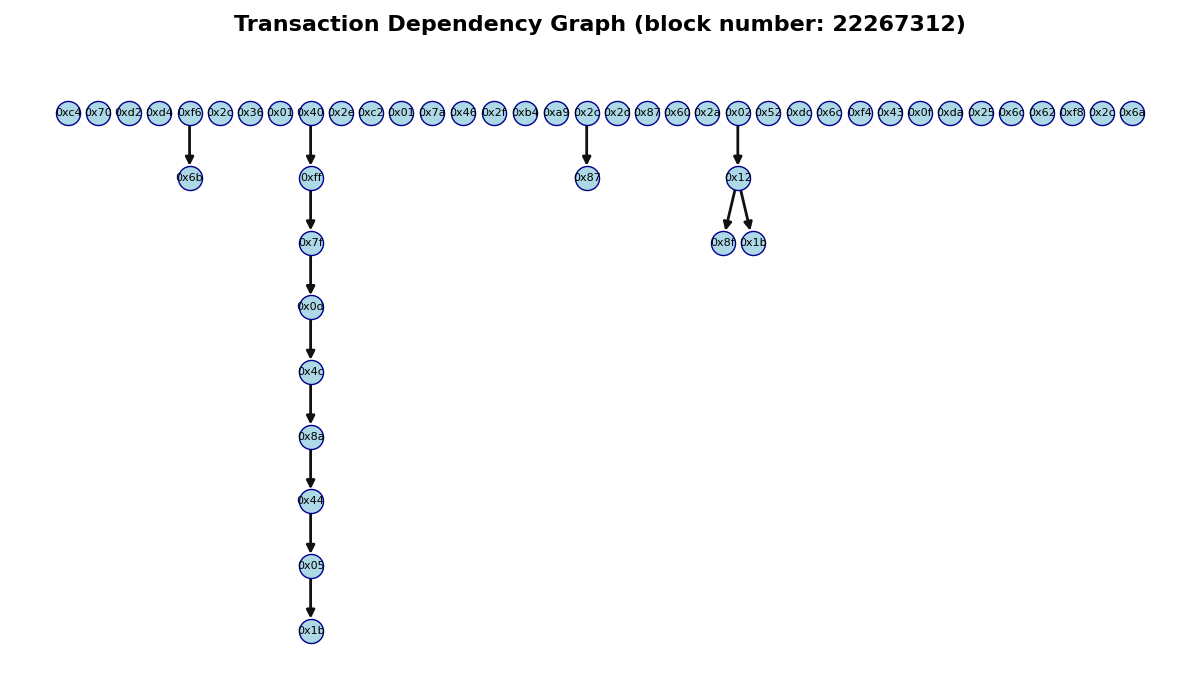 Transaction Dependency Graph (block number: 22267312)
0xc4 0x70 0xd2 0xd4 0xf6 0x2c 0x36 0x01 0x40 0x2e 0xc2 0x01 0x7a 0x46 0x2f 0xb4 0xa9 0x2c 0x2d 0x87 0x60 0x2a 0x02 0x52 0xdc 0x6c 0xf4 0x43 0x0f 0xda 0x25 0x6c 0x62 0xf8 0x2c 0x6a
0x6b 0xff 0x87 0x12
0x7f 0x8f 0x1b
0x0d
0x4c
0x8a
0x44
0x05
0x1b